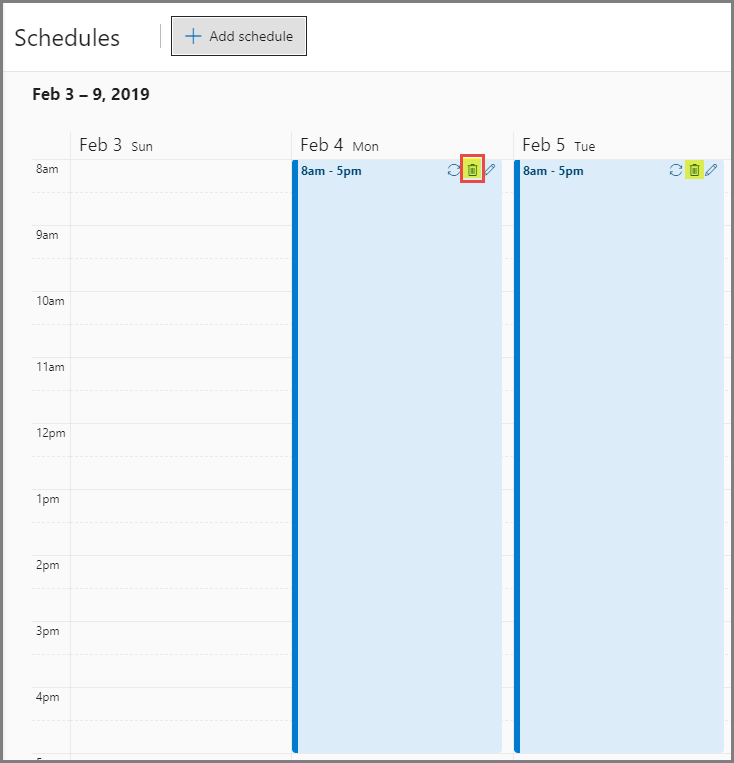 Schedules
Add schedule
Feb 3 – 9, 2019
Feb 3 Sun
Feb 4 Mon
Feb 5 Tue
8am
8am - 5pm
8am - 5pm
9am
10am
11am
12pm
1pm
2pm
3pm
4pm